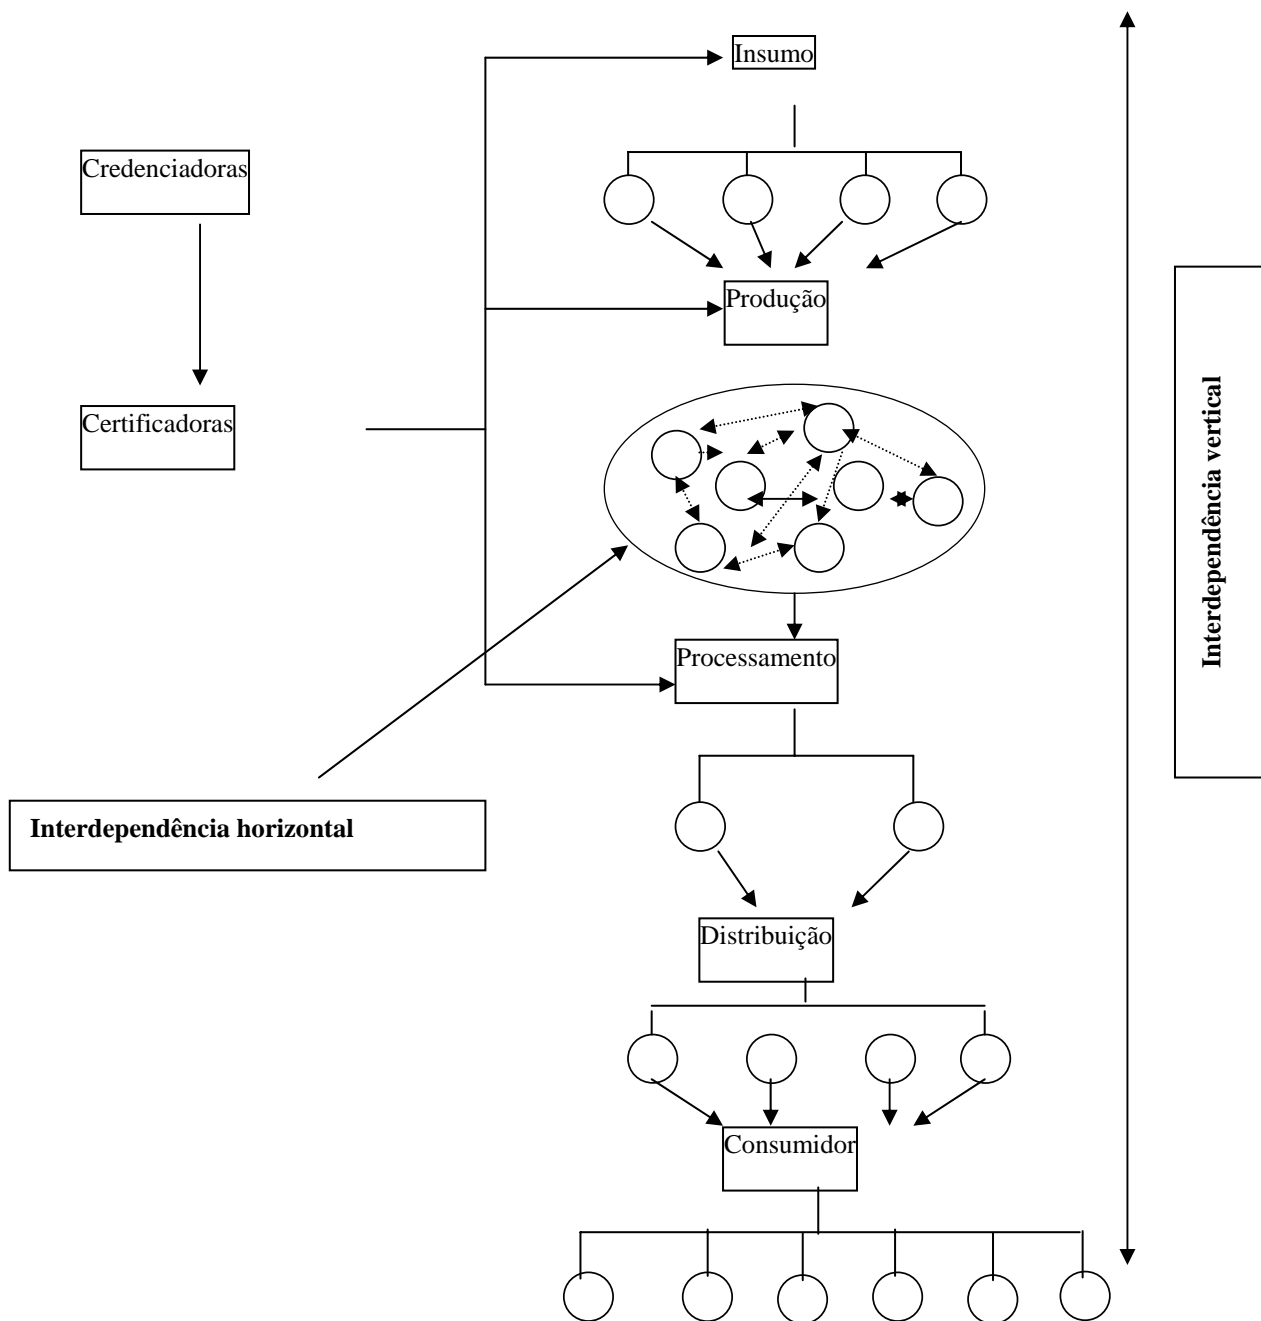 Insumo
Credenciadoras
Produção
Certificadoras
Interdependência vertical
Processamento
Interdependência horizontal
Distribuição
Consumidor